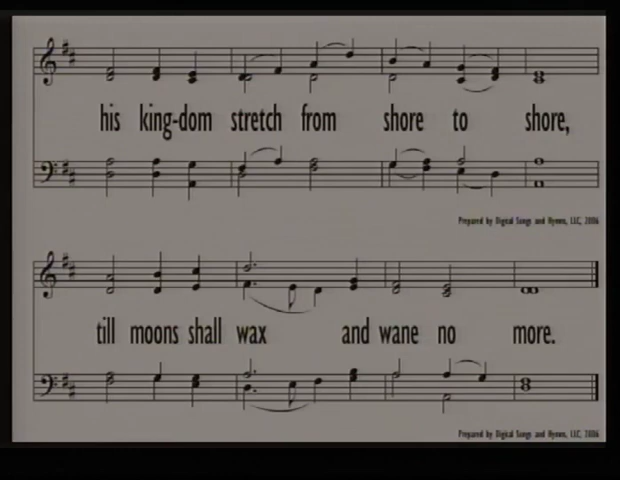 his king-dom stretch from shore to shore,
Prepared by Digital Songs and Hymns, LLC, 2006
till moons shall wax and wane no more.
Prepared by Digital Songs and Hymns, LLC, 2006